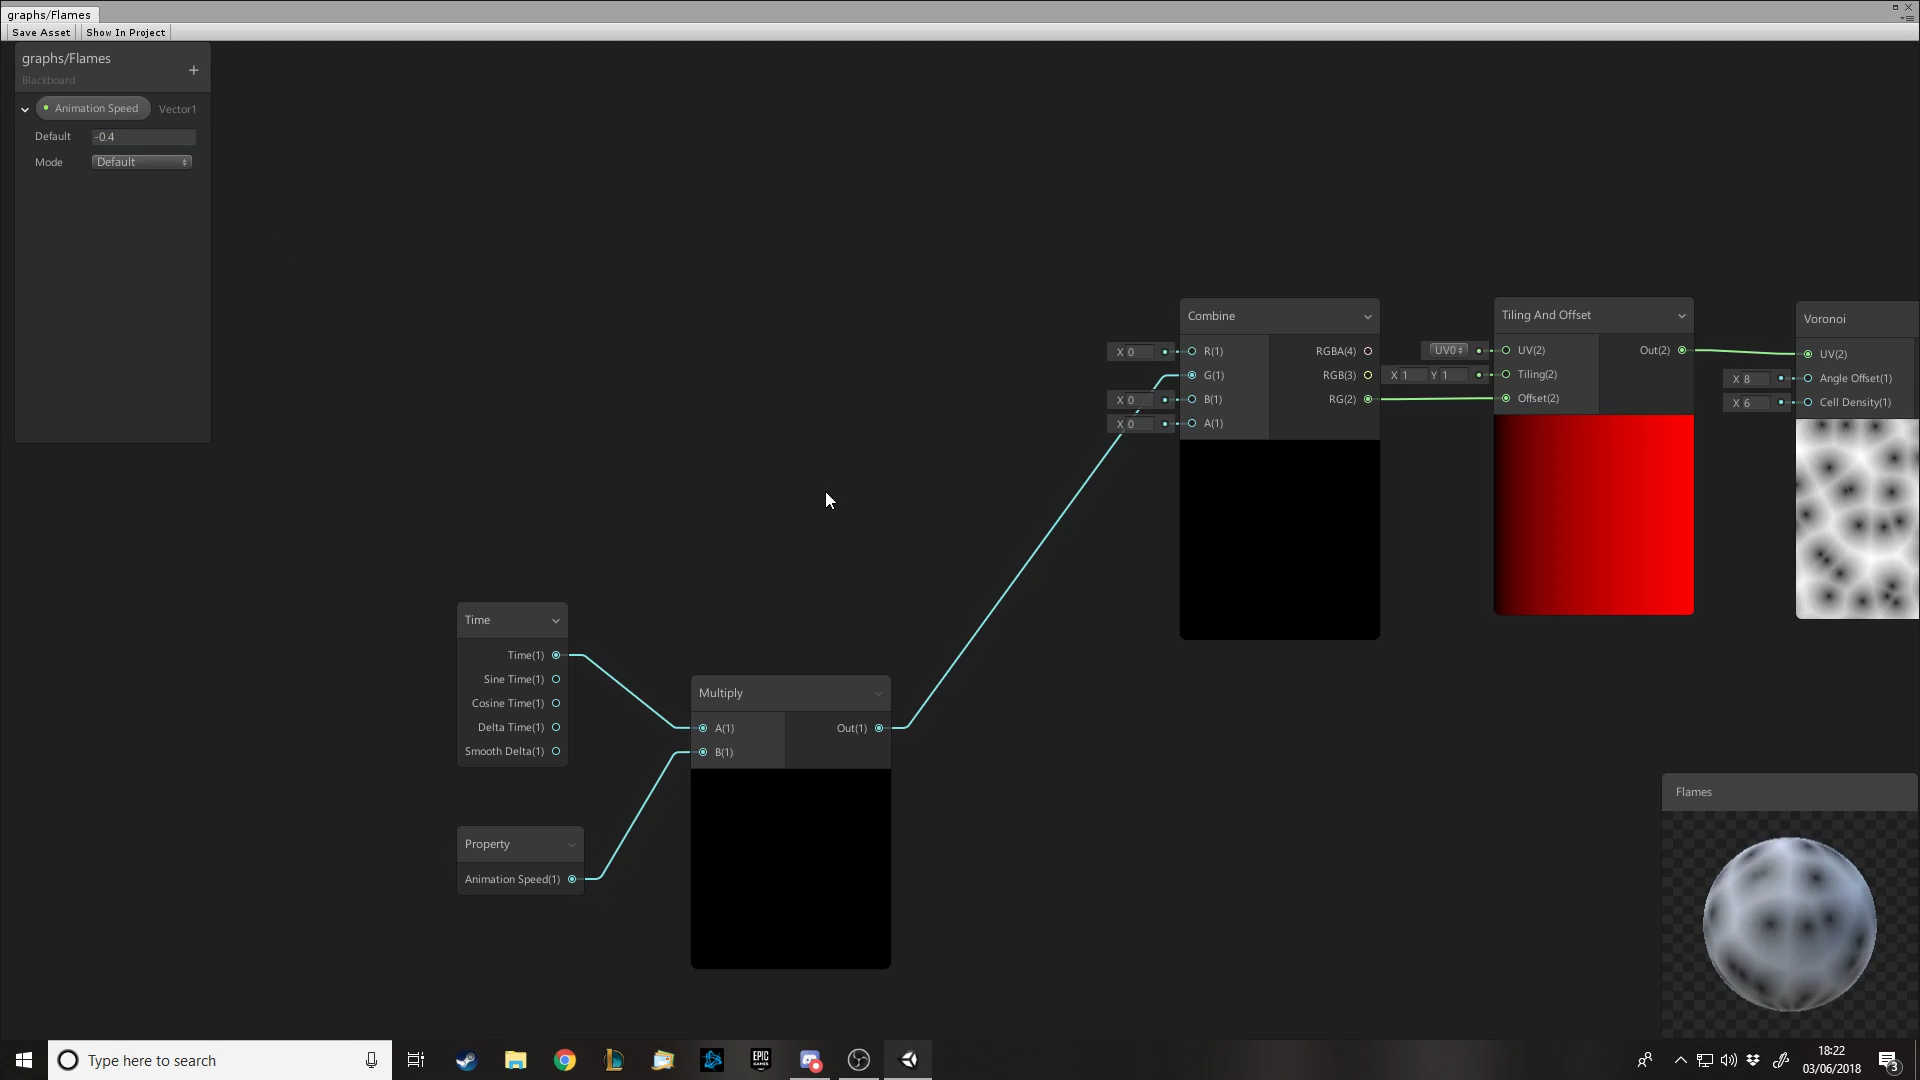 graphs/Flames
Save Asset Show In Project
graphs/Flames
Blackboard
Animation Speed Vector1
Default -0.4
Mode Default
Combine
X 0 R(1) RGBA(4)
G(1) RGB(3)
X 0 B(1) RG(2)
X 0 A(1)
Tiling And Offset
UV0 UV(2) Out(2)
X 1 Y 1 Tiling(2)
Offset(2)
Voronoi
UV(2)
X 8 Angle Offset(1)
X 6 Cell Density(1)
Time
Time(1)
Sine Time(1)
Cosine Time(1)
Delta Time(1)
Smooth Delta(1)
Multiply
A(1) Out(1)
B(1)
Property
Animation Speed(1)
Flames
Type here to search
EPIC
GAMES
18:22
03/06/2018
3